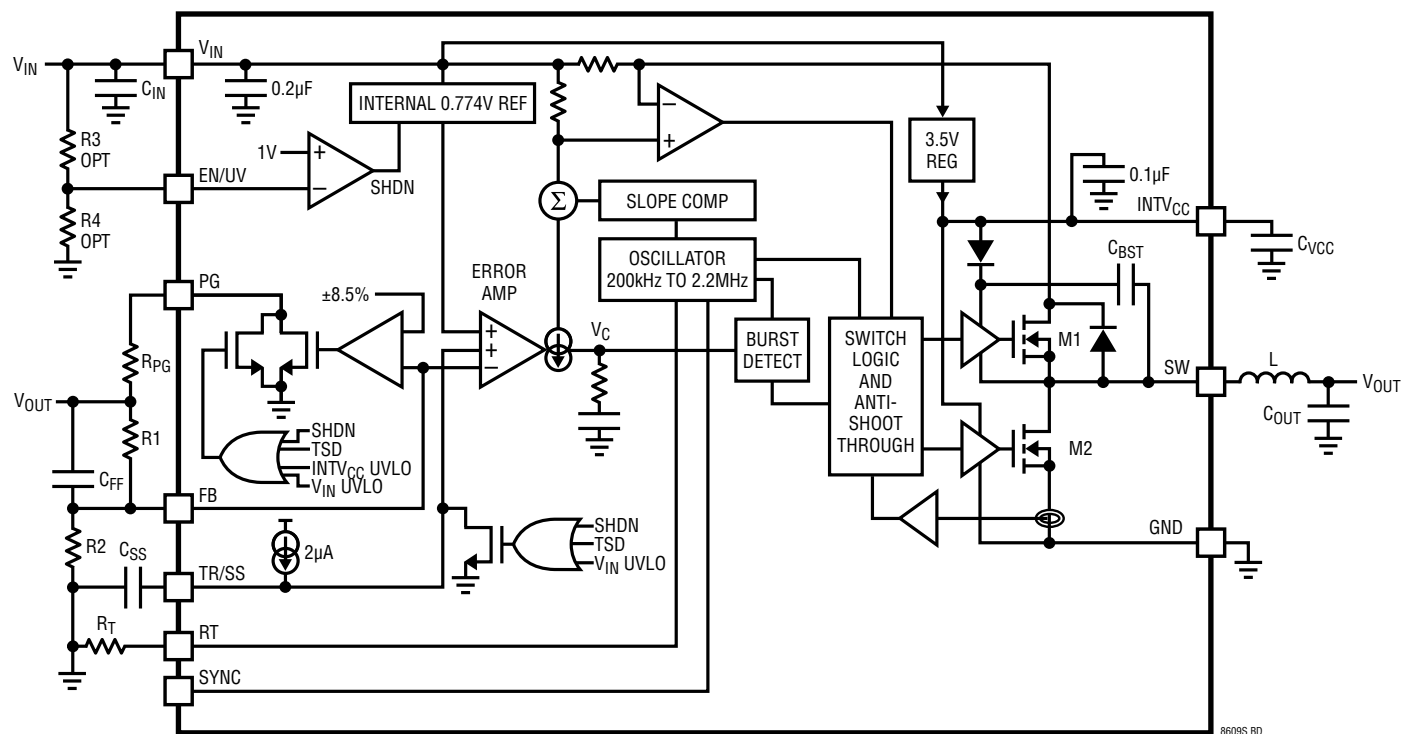 VIN
VIN
CIN
0.2µF
INTERNAL 0.774V REF
R3
OPT
1V
+
–
SHDN
EN/UV
R4
OPT
–
+
3.5V
REG
0.1µF
INTVCC
CVCC
Σ
SLOPE COMP
OSCILLATOR
200kHz TO 2.2MHz
CBST
PG
±8.5%
ERROR
AMP
+
+
–
VC
BURST
DETECT
SWITCH
LOGIC
AND
ANTI-
SHOOT
THROUGH
M1
RPG
SW
L
VOUT
VOUT
COUT
R1
SHDN
TSD
INTVCC UVLO
VIN UVLO
M2
CFF
FB
R2
CSS
2µA
SHDN
TSD
VIN UVLO
GND
TR/SS
RT
RT
SYNC
8609S BD